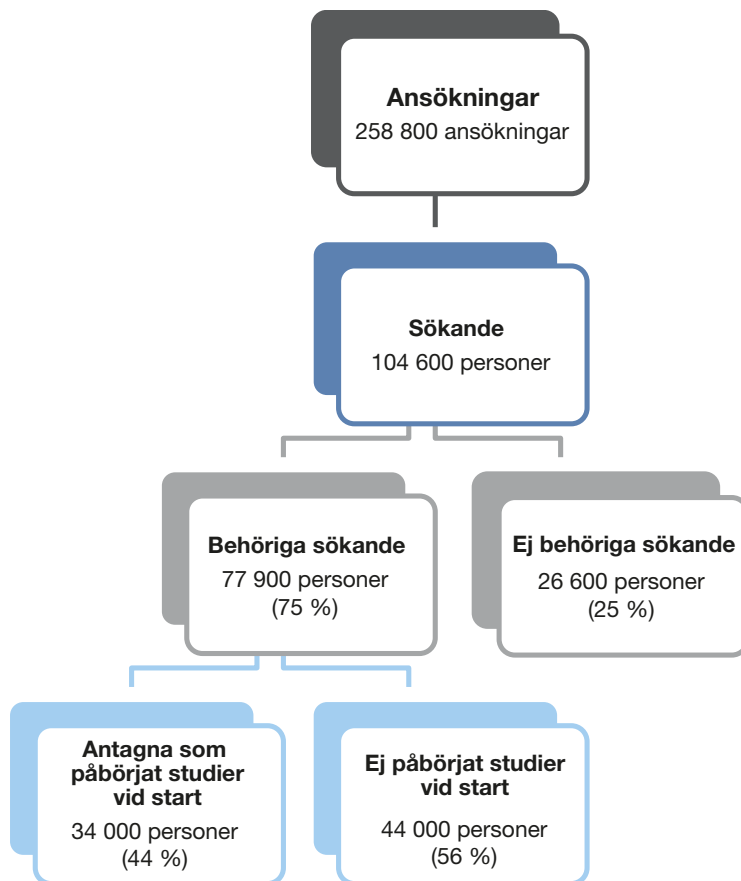 Ansökningar
258 800 ansökningar
Sökande
104 600 personer
Behöriga sökande
77 900 personer
(75 %)
Ej behöriga sökande
26 600 personer
(25 %)
Antagna som
påbörjat studier
vid start
34 000 personer
(44 %)
Ej påbörjat studier
vid start
44 000 personer
(56 %)